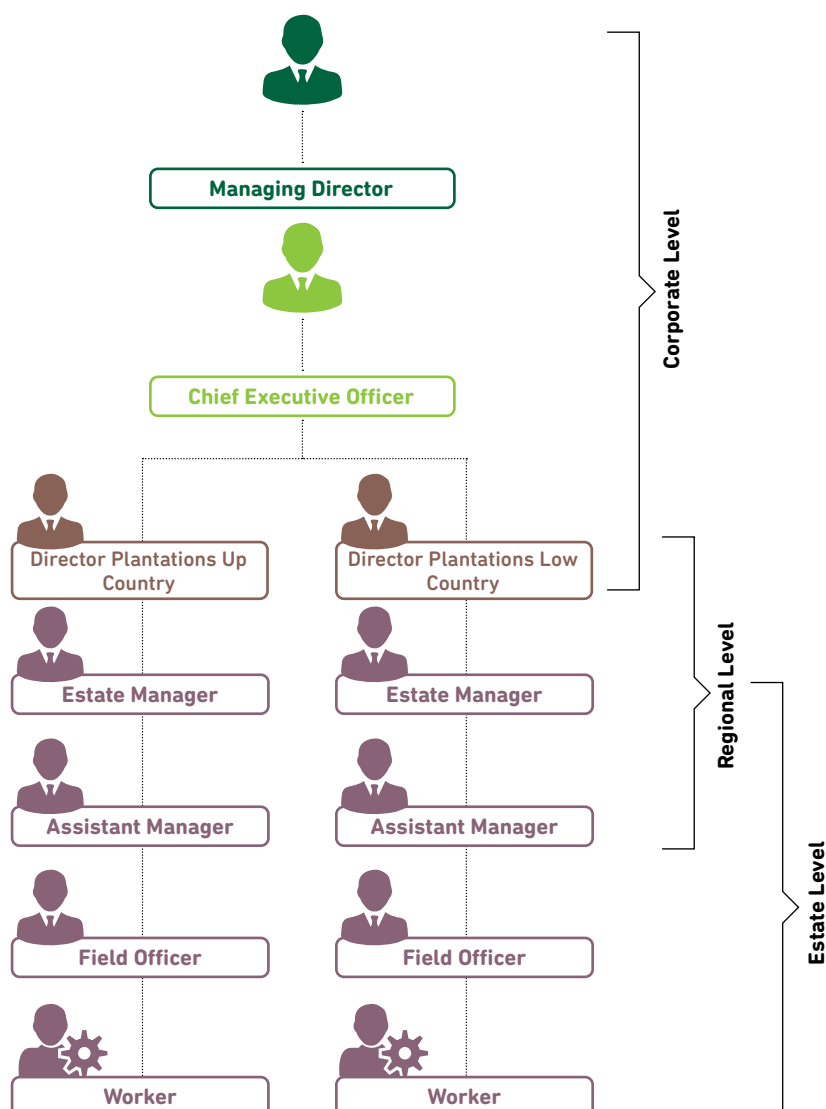 Managing Director
Chief Executive Officer
Corporate Level
Director Plantations Up
Country
Director Plantations Low
Country
Estate Manager
Estate Manager
Regional Level
Assistant Manager
Assistant Manager
Field Officer
Field Officer
Estate Level
Worker
Worker